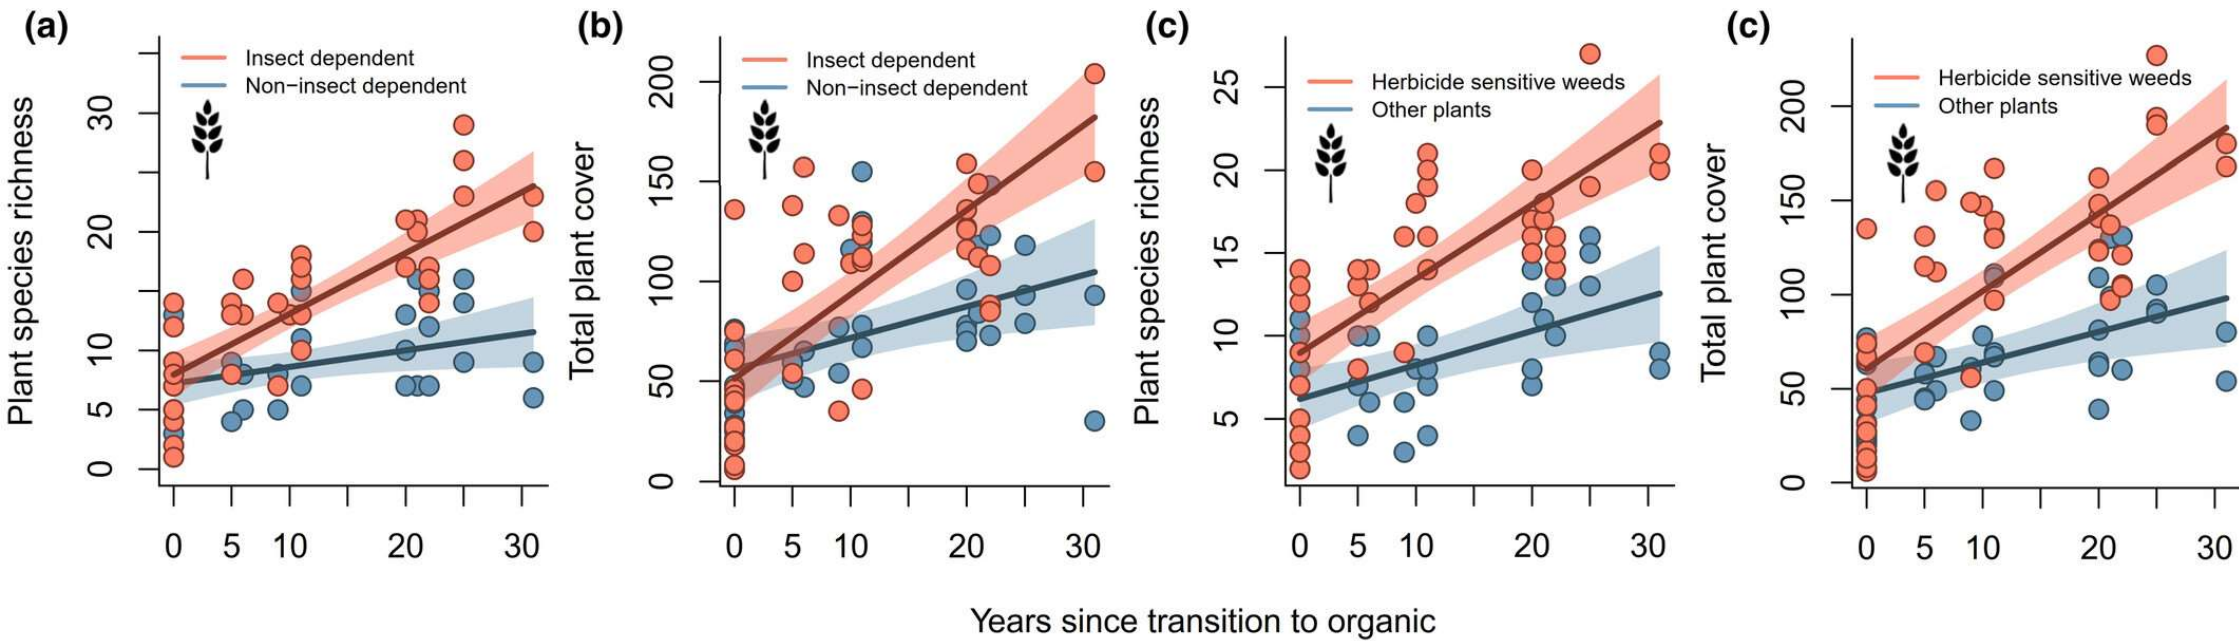 (a)
Plant species richness
Insect dependent
Non−insect dependent
0
5
10
20
30
0
5
10
20
30
(b)
Total plant cover
Insect dependent
Non−insect dependent
0
50
100
150
200
0
5
10
20
30
(c)
Plant species richness
Herbicide sensitive weeds
Other plants
5
10
15
20
25
0
5
10
20
30
(c)
Total plant cover
Herbicide sensitive weeds
Other plants
0
50
100
150
200
0
5
10
20
30
Years since transition to organic